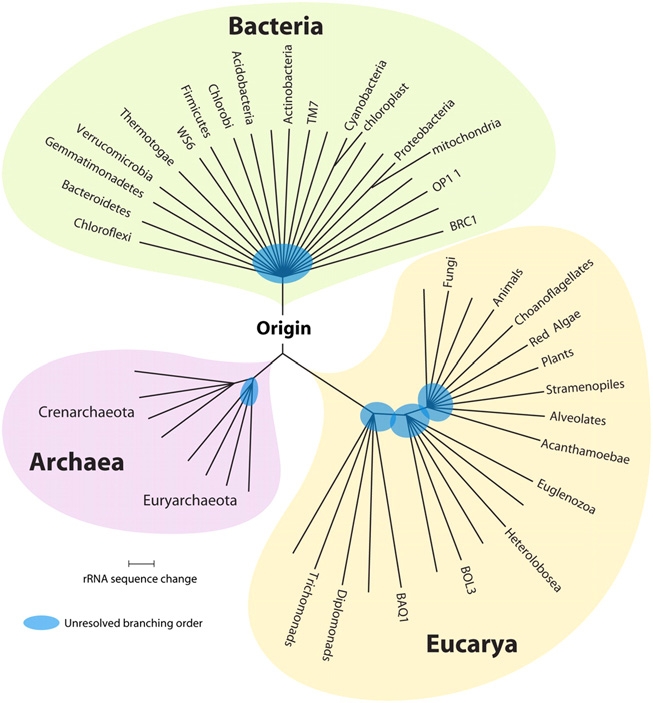 Bacteria
Chloroflexi
Bacteroidetes
Gemmatimonadetes
Verrucomicrobia
Thermotogae
WS6
Firmicutes
Chlorobi
Acidobacteria
Actinobacteria
TM7
Cyanobacteria
chloroplast
Proteobacteria
mitochondria
OP1 1
BRC1
Origin
Fungi
Animals
Choanoflagellates
Red Algae
Plants
Stramenopiles
Alveolates
Acanthamoebae
Euglenozoa
Heterolobosea
BOL3
BAQ1
Diplomonads
Trichomonads
Eucarya
Crenarchaeota
Archaea
Euryarchaeota
rRNA sequence change
Unresolved branching order